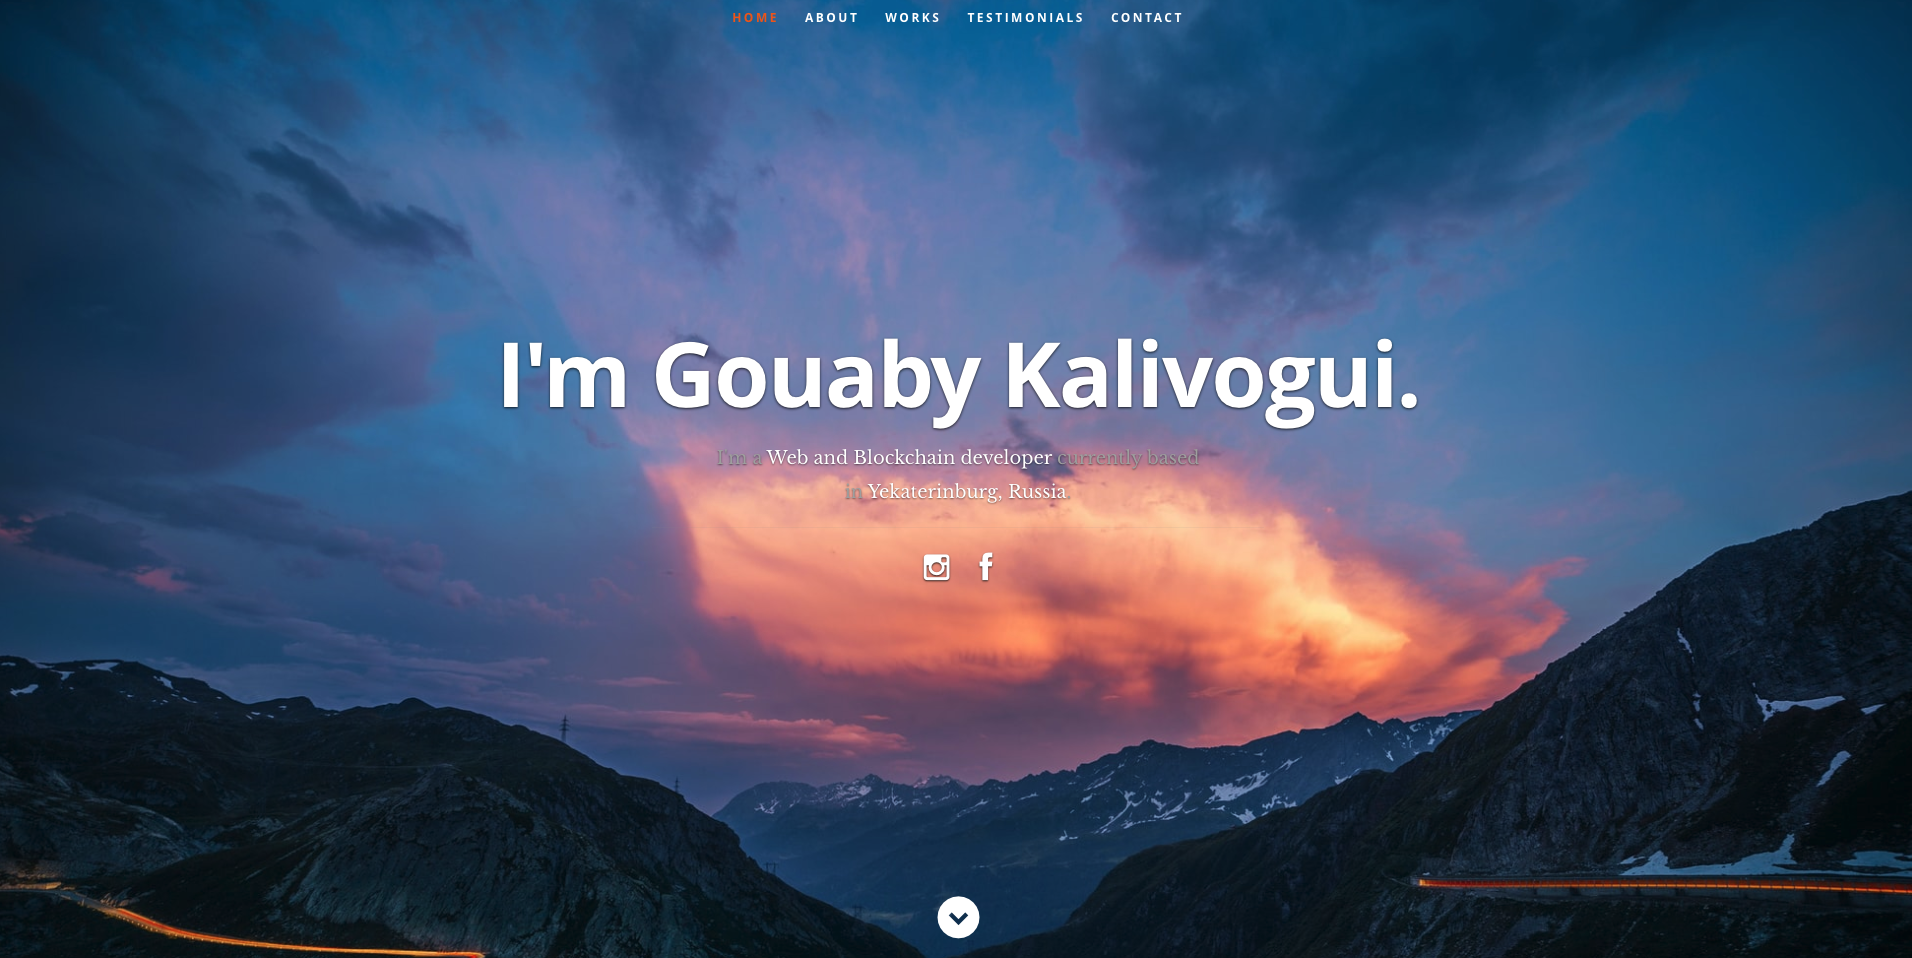 HOME ABOUT WORKS TESTIMONIALS CONTACT
I'm Gouaby Kalivogui.
I'm a Web and Blockchain developer currently based
in Yekaterinburg, Russia.